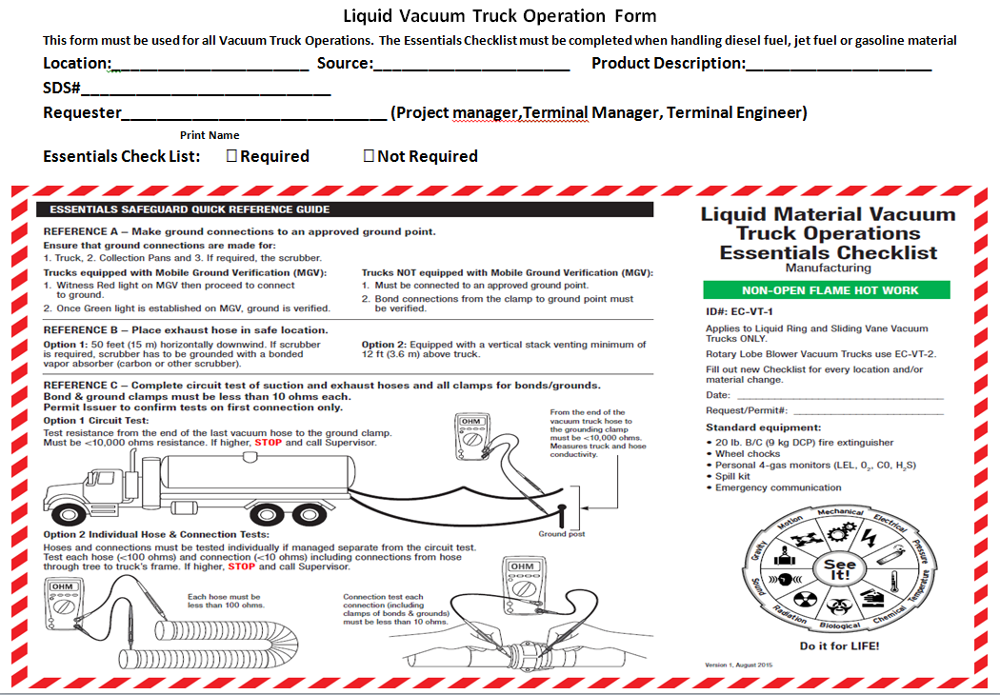 Liquid Vacuum Truck Operation Form
This form must be used for all Vacuum Truck Operations. The Essentials Checklist must be completed when handling diesel fuel, jet fuel or gasoline material
Location:______________________ Source:______________________ Product Description:_____________________
SDS#____________________________
Requester______________________________ (Project manager,Terminal Manager, Terminal Engineer)
Print Name
Essentials Check List: □ Required □ Not Required
ESSENTIALS SAFEGUARD QUICK REFERENCE GUIDE
REFERENCE A – Make ground connections to an approved ground point.
Ensure that ground connections are made for:
1. Truck, 2. Collection Pans and 3. If required, the scrubber.
Trucks equipped with Mobile Ground Verification (MGV):
1. Witness Red light on MGV then proceed to connect
to ground.
2. Once Green light is established on MGV, ground is verified.
Trucks NOT equipped with Mobile Ground Verification (MGV):
1. Must be connected to an approved ground point.
2. Bond connections from the clamp to ground point must
be verified.
REFERENCE B – Place exhaust hose in safe location.
Option 1: 50 feet (15 m) horizontally downwind. If scrubber
is required, scrubber has to be grounded with a bonded
vapor absorber (carbon or other scrubber).
Option 2: Equipped with a vertical stack venting minimum of
12 ft (3.6 m) above truck.
REFERENCE C – Complete circuit test of suction and exhaust hoses and all clamps for bonds/grounds.
Bond & ground clamps must be less than 10 ohms each.
Permit Issuer to confirm tests on first connection only.
Option 1 Circuit Test:
Test resistance from the end of the last vacuum hose to the ground clamp.
Must be <10,000 ohms resistance. If higher, STOP and call Supervisor.
OHM
From the end of the
vacuum truck hose to
the grounding clamp
must be <10,000 ohms.
Measures truck and hose
conductivity.
Ground post
Option 2 Individual Hose & Connection Tests:
Hoses and connections must be tested individually if managed separate from the circuit test.
Test each hose (<100 ohms) and connection (<10 ohms) including connections from hose
through tree to truck's frame. If higher, STOP and call Supervisor.
OHM
Each hose must be
less than 100 ohms.
Connection test each
connection (including
clamps of bonds & grounds)
must be less than 10 ohms.
OHM
Liquid Material Vacuum
Truck Operations
Essentials Checklist
Manufacturing
NON-OPEN FLAME HOT WORK
ID#: EC-VT-1
Applies to Liquid Ring and Sliding Vane Vacuum
Trucks ONLY.
Rotary Lobe Blower Vacuum Trucks use EC-VT-2.
Fill out new Checklist for every location and/or
material change.
Date: ______________________
Request/Permit#: ______________________
Standard equipment:
• 20 lb. B/C (9 kg DCP) fire extinguisher
• Wheel chocks
• Personal 4-gas monitors (LEL, O₂, CO, H₂S)
• Spill kit
• Emergency communication
Mechanical
Electrical
Pressure
Temperature
Chemical
Biological
Radiation
Sound
Gravity
Motion
See
It!
Do it for LIFE!
Version 1, August 2015